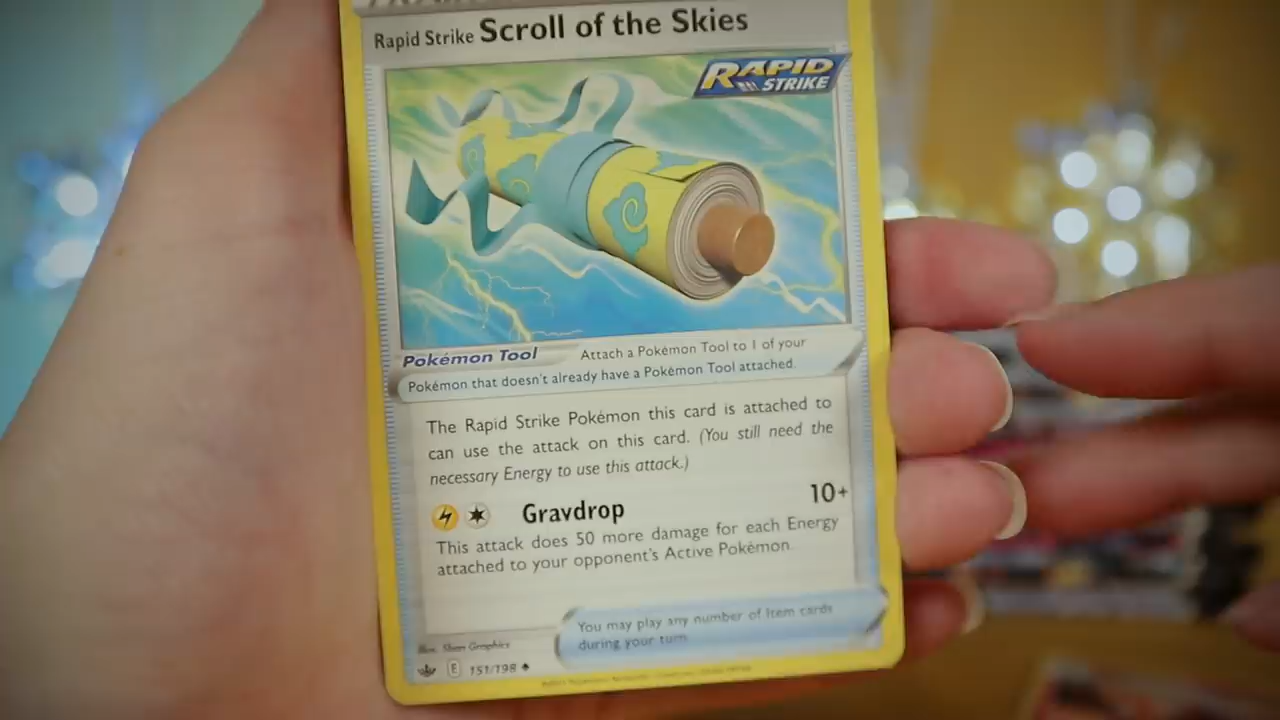 Rapid Strike Scroll of the Skies
RAPID
STRIKE
Pokémon Tool Attach a Pokémon Tool to 1 of your
Pokémon that doesn't already have a Pokémon Tool attached.
The Rapid Strike Pokémon this card is attached to
can use the attack on this card. (You still need the
necessary Energy to use this attack.)
Gravdrop 10+
This attack does 50 more damage for each Energy
attached to your opponent's Active Pokémon.
You may play any number of Item cards
during your turn.
Illus. Studio Graphics
E 151/198